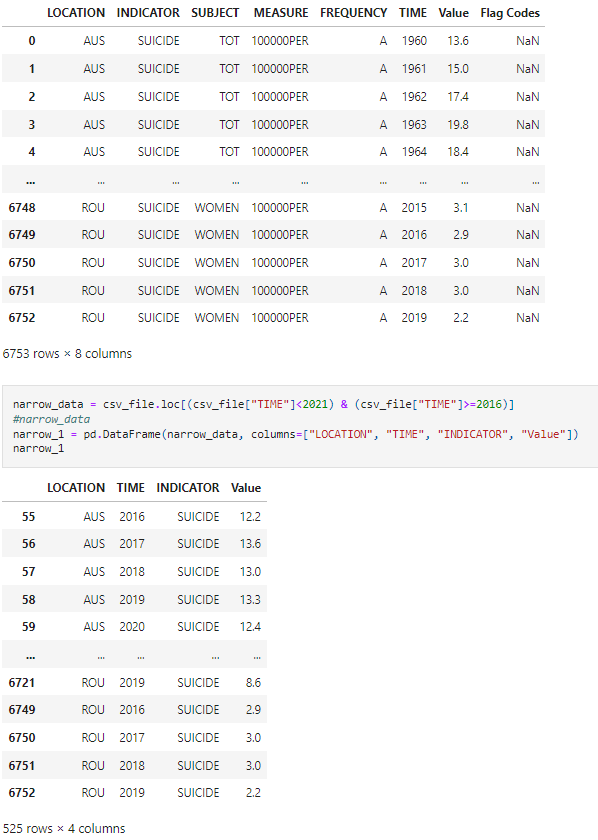 LOCATION INDICATOR SUBJECT MEASURE FREQUENCY TIME Value Flag Codes
0 AUS SUICIDE TOT 100000PER A 1960 13.6 NaN
1 AUS SUICIDE TOT 100000PER A 1961 15.0 NaN
2 AUS SUICIDE TOT 100000PER A 1962 17.4 NaN
3 AUS SUICIDE TOT 100000PER A 1963 19.8 NaN
4 AUS SUICIDE TOT 100000PER A 1964 18.4 NaN
... ... ... ... ... ... ... ... ...
6748 ROU SUICIDE WOMEN 100000PER A 2015 3.1 NaN
6749 ROU SUICIDE WOMEN 100000PER A 2016 2.9 NaN
6750 ROU SUICIDE WOMEN 100000PER A 2017 3.0 NaN
6751 ROU SUICIDE WOMEN 100000PER A 2018 3.0 NaN
6752 ROU SUICIDE WOMEN 100000PER A 2019 2.2 NaN
6753 rows × 8 columns
narrow_data = csv_file.loc[(csv_file["TIME"]<2021) & (csv_file["TIME"]>=2016)]
#narrow_data
narrow_1 = pd.DataFrame(narrow_data, columns=["LOCATION", "TIME", "INDICATOR", "Value"])
narrow_1
LOCATION TIME INDICATOR Value
55 AUS 2016 SUICIDE 12.2
56 AUS 2017 SUICIDE 13.6
57 AUS 2018 SUICIDE 13.0
58 AUS 2019 SUICIDE 13.3
59 AUS 2020 SUICIDE 12.4
... ... ... ... ...
6721 ROU 2019 SUICIDE 8.6
6749 ROU 2016 SUICIDE 2.9
6750 ROU 2017 SUICIDE 3.0
6751 ROU 2018 SUICIDE 3.0
6752 ROU 2019 SUICIDE 2.2
525 rows × 4 columns